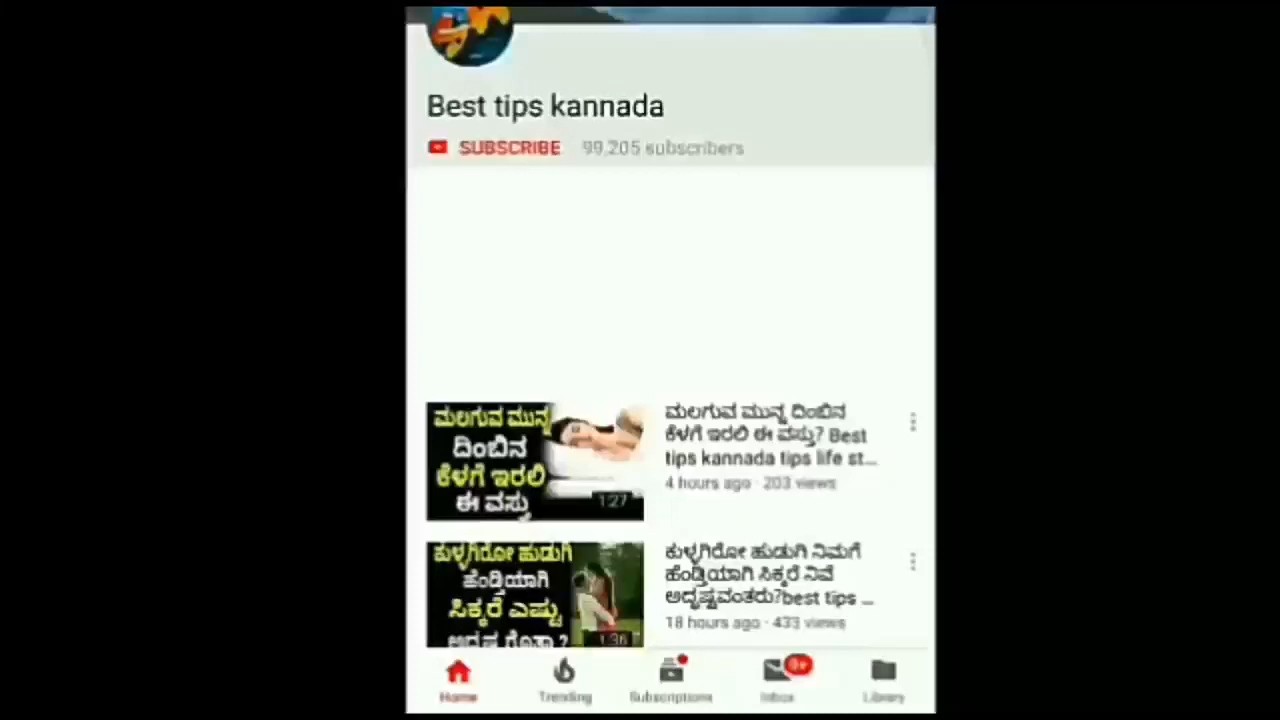 Best tips kannada
SUBSCRIBE 99,205 subscribers
ಮಲಗುವ ಮುನ್ನ
ದಿಂಬಿನ
ಕೆಳಗೆ ಇರಲಿ
ಈ ವಸ್ತು
1:27
ಮಲಗುವ ಮುನ್ನ ದಿಂಬಿನ
ಕೆಳಗೆ ಇರಲಿ ಈ ವಸ್ತು? Best
tips kannada tips life st...
4 hours ago · 203 views
ಕುಳ್ಳಗಿರೋ ಹುಡುಗಿ
ಹೆಂಡ್ತಿಯಾಗಿ
ಸಿಕ್ಕರೆ ಎಷ್ಟು
ಅದೃಷ್ಟ ಗೊತ್ತಾ ?
1:36
ಕುಳ್ಳಗಿರೋ ಹುಡುಗಿ ನಿಮಗೆ
ಹೆಂಡ್ತಿಯಾಗಿ ಸಿಕ್ಕರೆ ನಿವೆ
ಅದೃಷ್ಟವಂತರು?best tips ...
18 hours ago · 433 views
9+
Home Trending Subscriptions Inbox Library